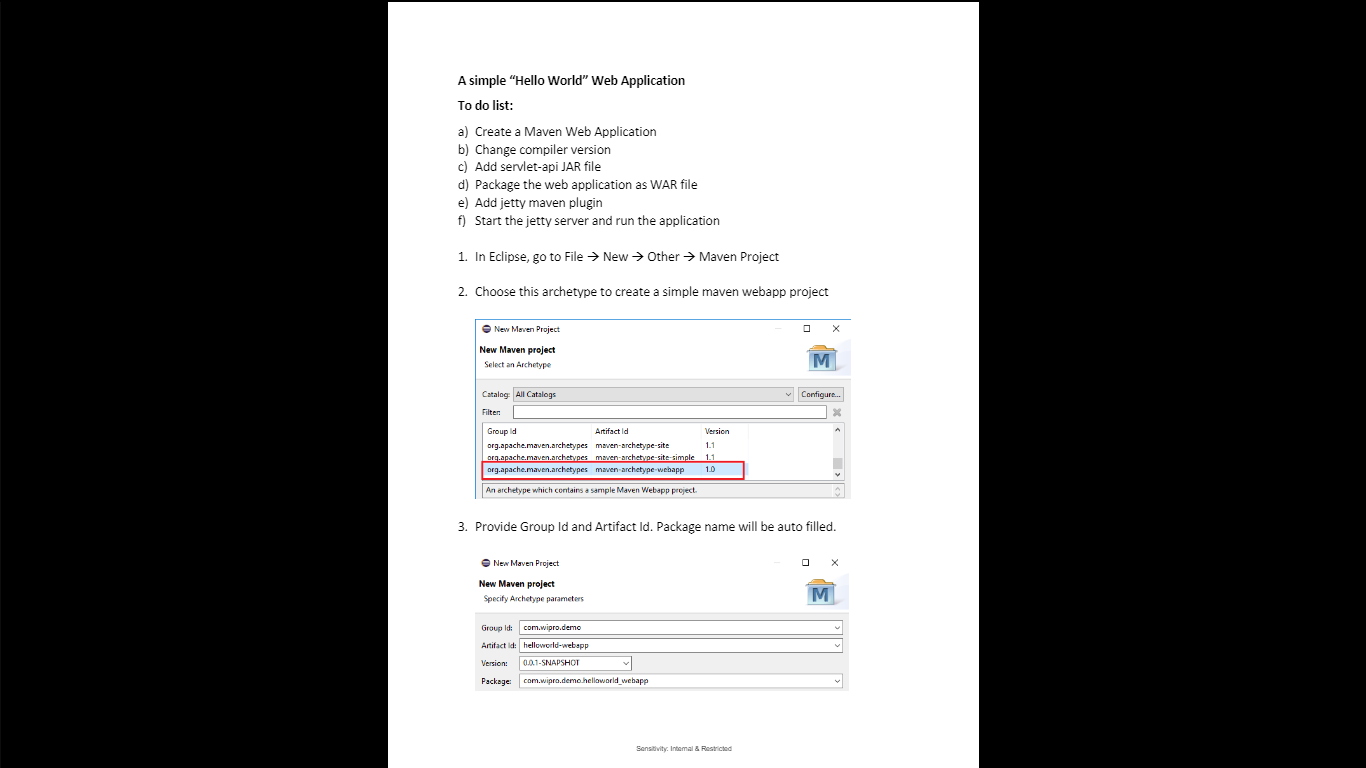 A simple “Hello World” Web Application
To do list:
a) Create a Maven Web Application
b) Change compiler version
c) Add servlet-api JAR file
d) Package the web application as WAR file
e) Add jetty maven plugin
f) Start the jetty server and run the application
1. In Eclipse, go to File → New → Other → Maven Project
2. Choose this archetype to create a simple maven webapp project
New Maven Project
New Maven project
Select an Archetype
M
Catalog: All Catalogs Configure...
Filter:
Group Id Artifact Id Version
org.apache.maven.archetypes maven-archetype-site 1.1
org.apache.maven.archetypes maven-archetype-site-simple 1.1
org.apache.maven.archetypes maven-archetype-webapp 1.0
An archetype which contains a sample Maven Webapp project.
3. Provide Group Id and Artifact Id. Package name will be auto filled.
New Maven Project
New Maven project
Specify Archetype parameters
M
Group Id: com.wipro.demo
Artifact Id: helloworld-webapp
Version: 0.0.1-SNAPSHOT
Package: com.wipro.demo.helloworld_webapp
Sensitivity: Internal & Restricted